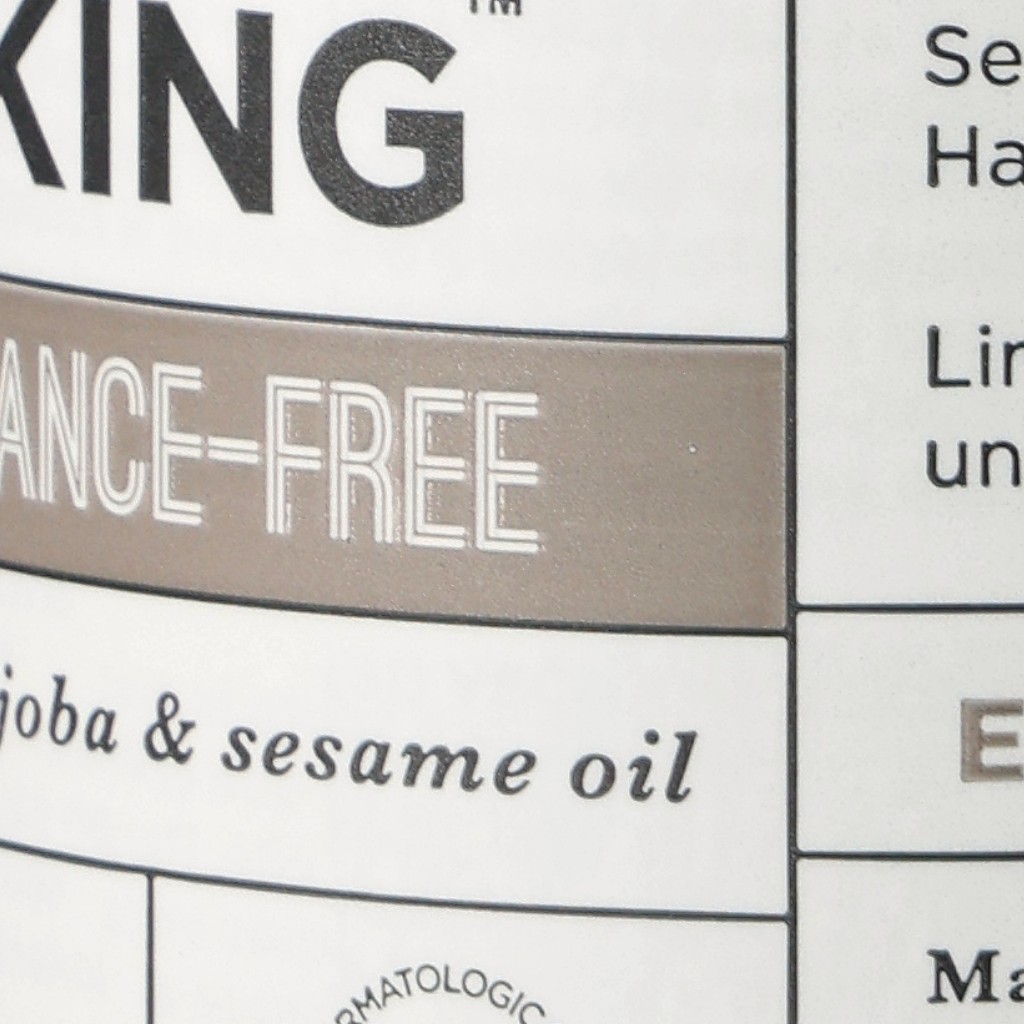 KING™
ANCE-FREE
joba & sesame oil
RMATOLOGIC
Se
Ha
Lin
un
E
Ma